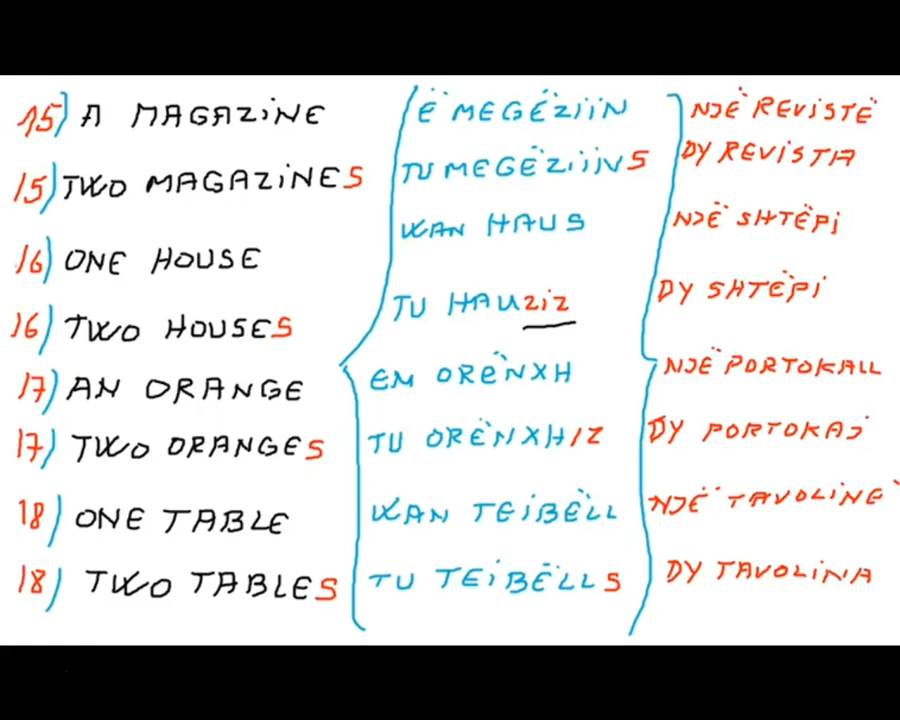 15) A MAGAZiNE Ë MEGËZIIN NJË REViSTË
15) TWO MAGAZiNES TU MEGËZiiNS DY REViSTA
16) ONE HOUSE UAN HAUS NJË SHTËPi
16) TWO HOUSES TU HAUZiZ DY SHTËPi
17) AN ORANGE EN ORËNXH NJË PORTOKALL
17) TWO ORANGES TU ORËNXHIZ DY PORTOKAJ
18) ONE TABLE UAN TEiBËLL NJË TAVOLiNË
18) TWO TABLES TU TEiBËLLS DY TAVOLiNA